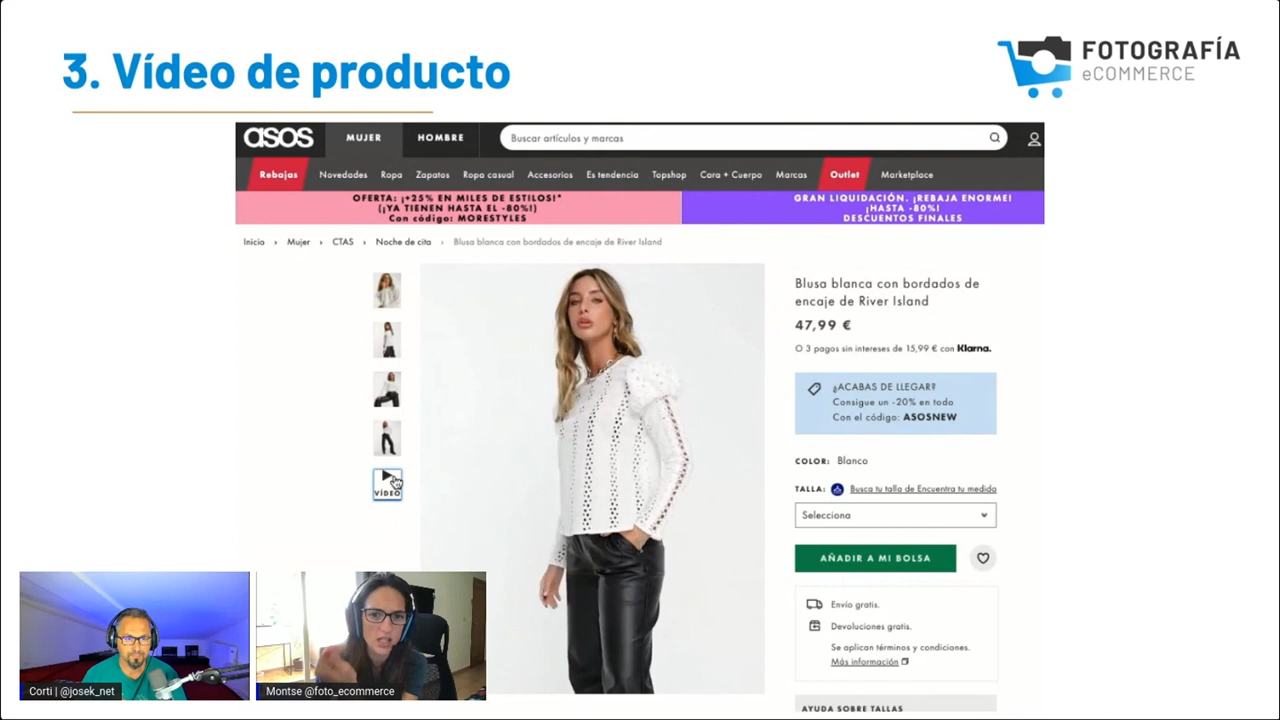 3. Vídeo de producto
FOTOGRAFÍA
eCOMMERCE
asos
MUJER
HOMBRE
Buscar artículos y marcas
Rebajas
Novedades
Ropa
Zapatos
Ropa casual
Accesorios
Es tendencia
Topshop
Cara + Cuerpo
Marcas
Outlet
Marketplace
OFERTA: ¡+25% EN MILES DE ESTILOS!*
(¡YA TIENEN HASTA EL -80%!)
Con código: MORESTYLES
GRAN LIQUIDACIÓN. ¡REBAJA ENORME!
¡HASTA -80%!
DESCUENTOS FINALES
Inicio › Mujer › CTAS › Noche de cita › Blusa blanca con bordados de encaje de River Island
VÍDEO
Blusa blanca con bordados de
encaje de River Island
47,99 €
O 3 pagos sin intereses de 15,99 € con Klarna.
¿ACABAS DE LLEGAR?
Consigue un -20% en todo
Con el código: ASOSNEW
COLOR: Blanco
TALLA: Busca tu talla de Encuentra tu medida
Selecciona
AÑADIR A MI BOLSA
Envío gratis.
Devoluciones gratis.
Se aplican términos y condiciones.
Más información
AYUDA SOBRE TALLAS
Corti | @josek_net
Montse @foto_ecommerce